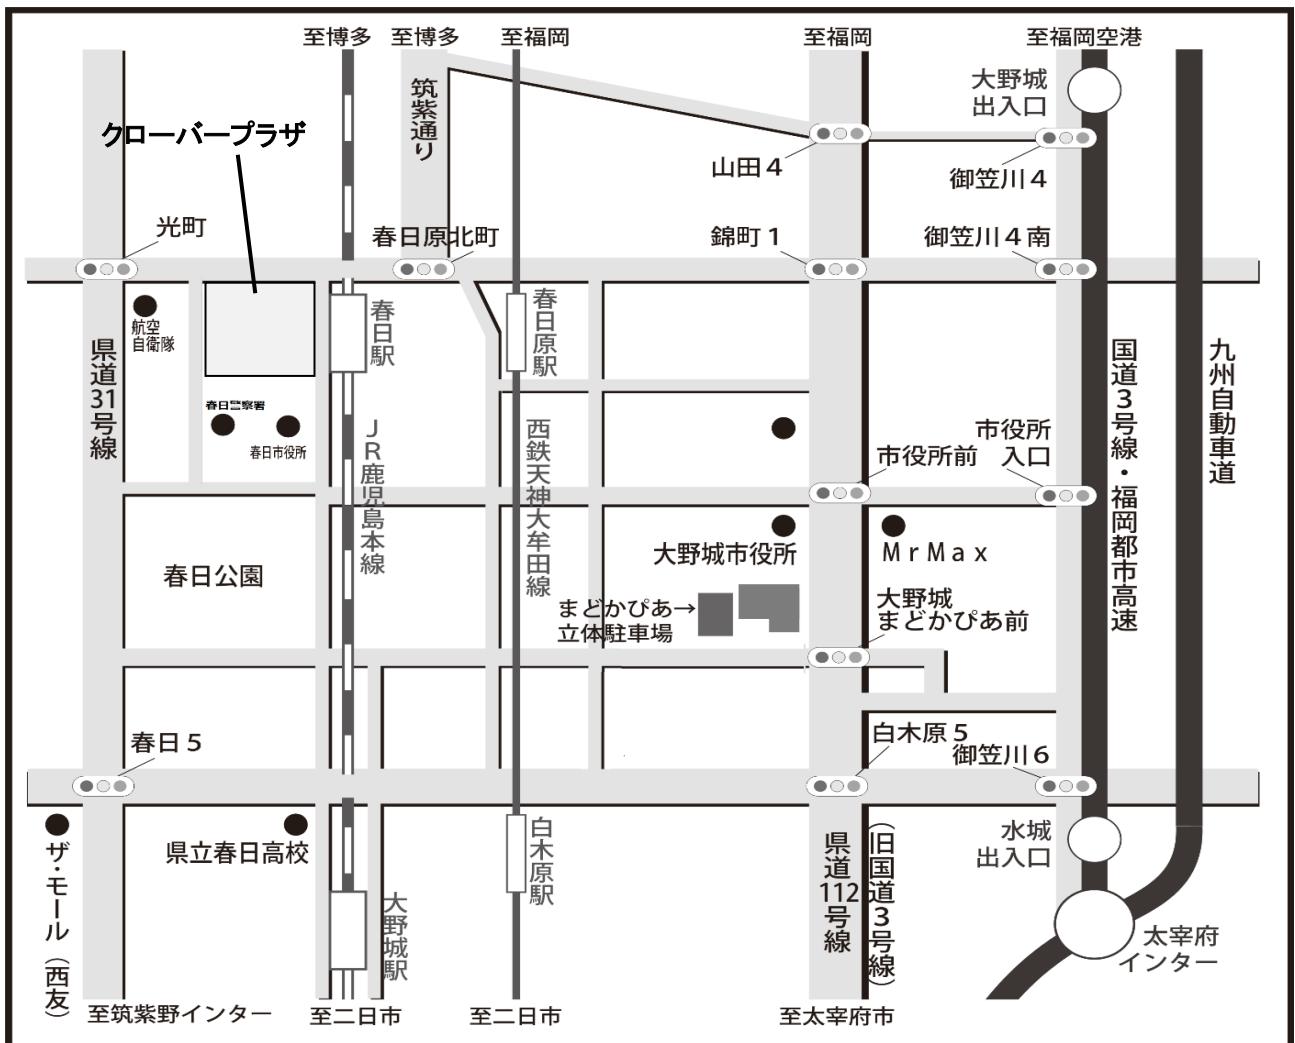 至博多
至博多
至福岡
至福岡
至福岡空港
大野城
出入口
筑紫通り
クローバープラザ
山田4
御笠川4
光町
春日原北町
錦町1
御笠川4南
航空
自衛隊
春日駅
春日原駅
県道31号線
国道3号線・福岡都市高速
九州自動車道
春日警察署
春日市役所
JR鹿児島本線
西鉄天神大牟田線
市役所前
市役所
入口
大野城市役所
MrMax
春日公園
まどかぴあ→
立体駐車場
大野城
まどかぴあ前
春日5
白木原5
御笠川6
ザ・モール(西友)
県立春日高校
白木原駅
県道112号線
(旧国道3号線)
水城
出入口
大野城駅
太宰府
インター
至筑紫野インター
至二日市
至二日市
至太宰府市